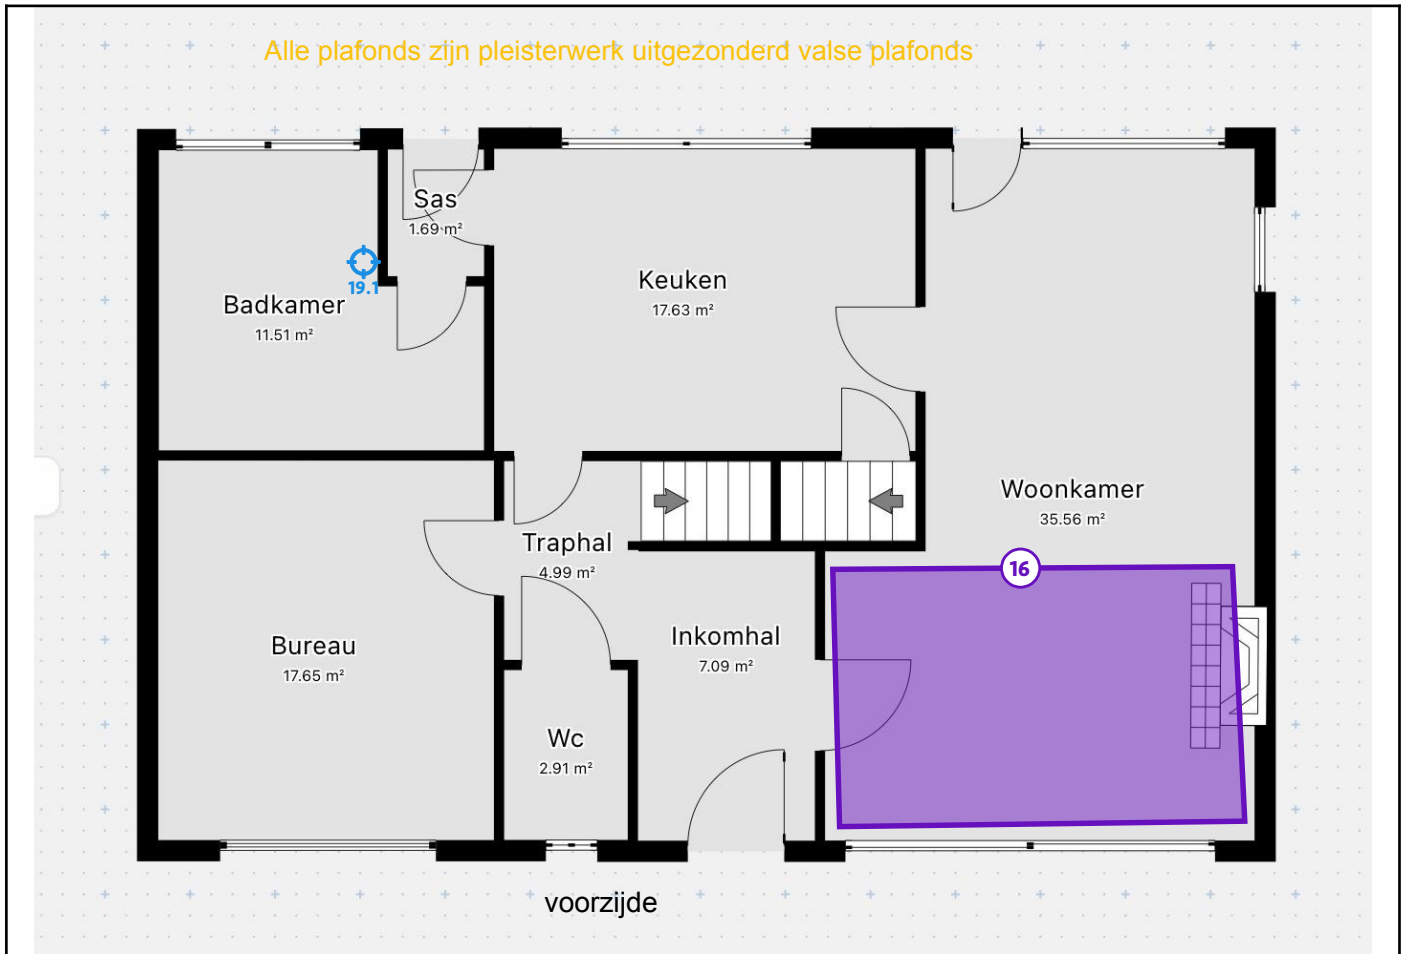 Alle plafonds zijn pleisterwerk uitgezonderd valse plafonds
Sas
1.69 m²
19.1
Badkamer
11.51 m²
Keuken
17.63 m²
Woonkamer
35.56 m²
Traphal
4.99 m²
16
Bureau
17.65 m²
Inkomhal
7.09 m²
Wc
2.91 m²
voorzijde